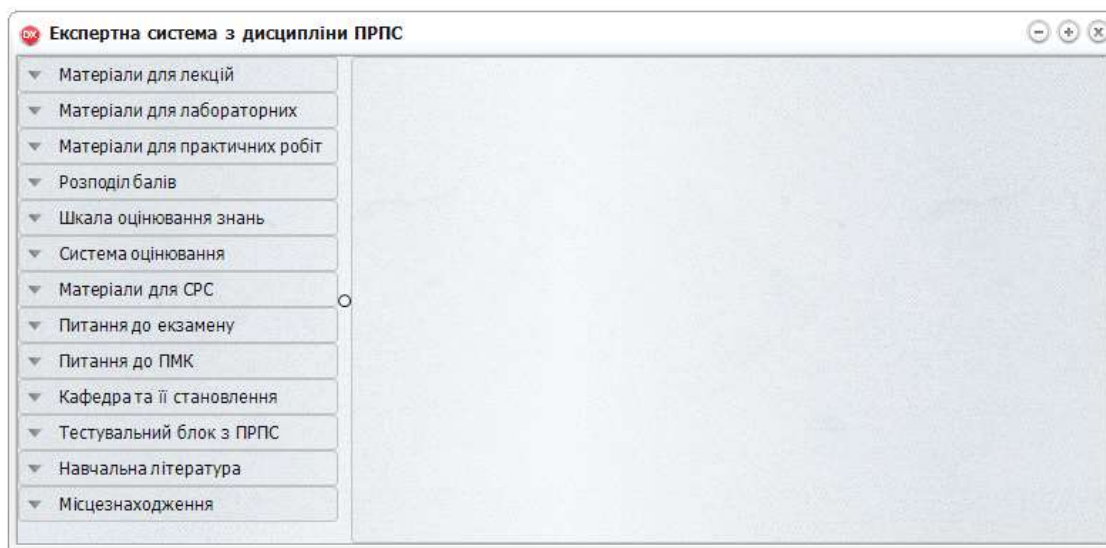 DX Експертна система з дисципліни ПРПС
Матеріали для лекцій
Матеріали для лабораторних
Матеріали для практичних робіт
Розподіл балів
Шкала оцінювання знань
Система оцінювання
Матеріали для СРС
Питання до екзамену
Питання до ПМК
Кафедра та її становлення
Тестувальний блок з ПРПС
Навчальна література
Місцезнаходження